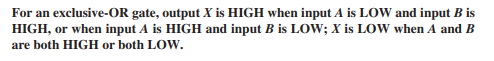 For an exclusive-OR gate, output X is HIGH when input A is LOW and input B is
HIGH, or when input A is HIGH and input B is LOW; X is LOW when A and B
are both HIGH or both LOW.